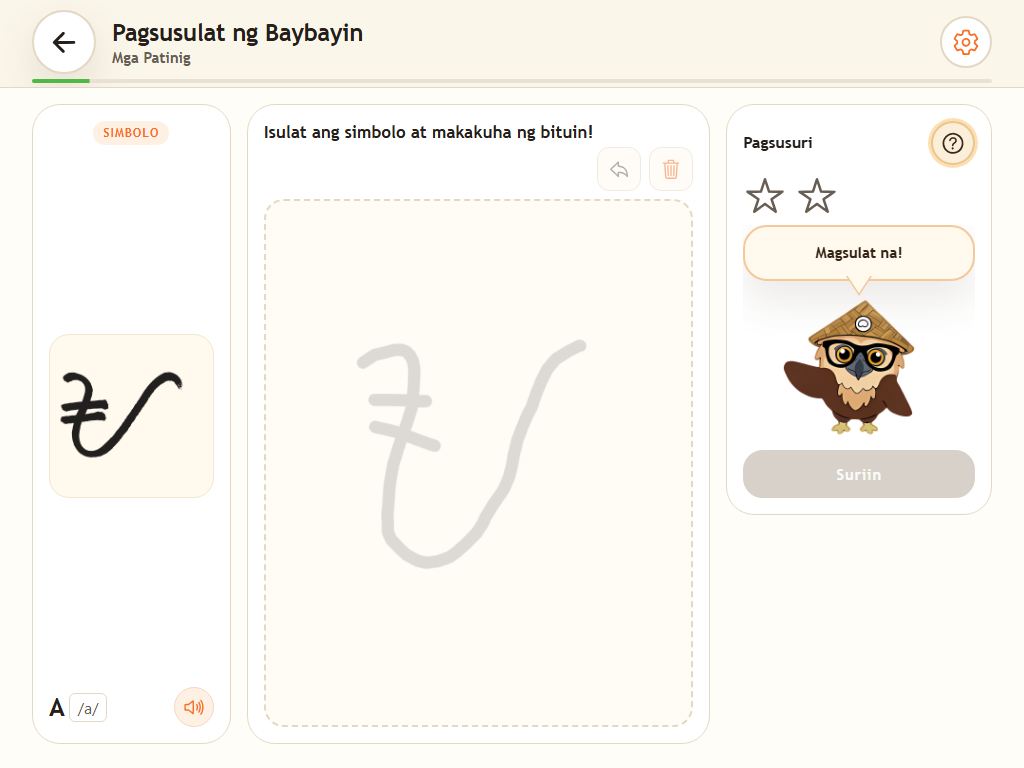 Pagsusulat ng Baybayin
Mga Patinig
SIMBOLO
ᜀ
A /a/
Isulat ang simbolo at makakuha ng bituin!
ᜀ
Pagsusuri
Magsulat na!
Suriin